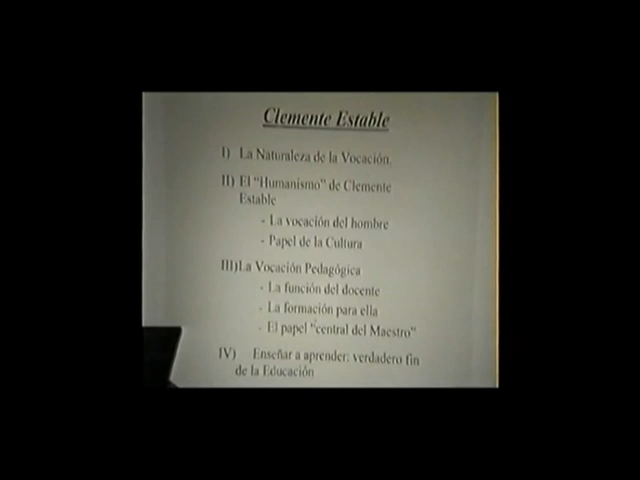 Clemente Estable
I) La Naturaleza de la Vocación.
II) El "Humanismo" de Clemente
Estable
- La vocación del hombre
- Papel de la Cultura
III)La Vocación Pedagógica
- La función del docente
- La formación para ella
- El papel "central del Maestro"
IV) Enseñar a aprender: verdadero fin
de la Educación